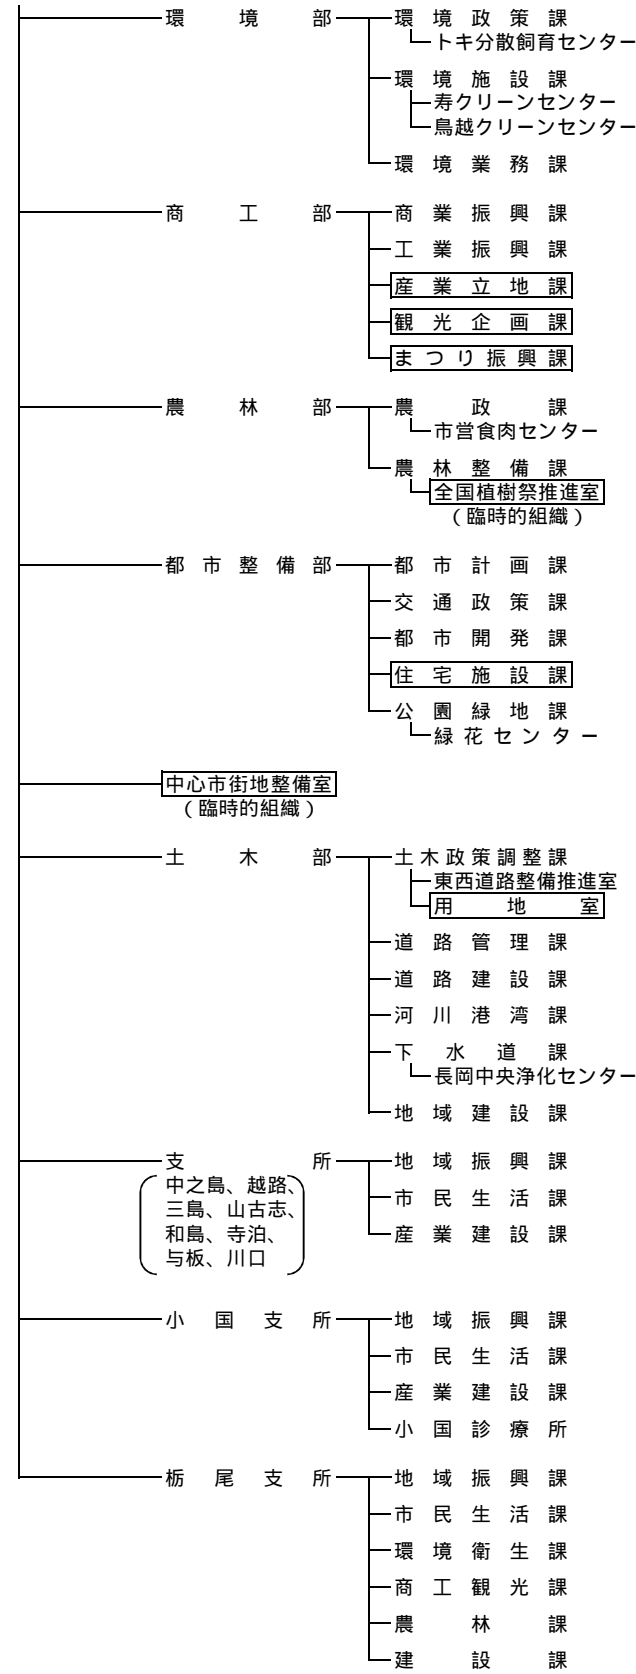 環境部
環境政策課
トキ分散飼育センター
環境施設課
寿クリーンセンター
鳥越クリーンセンター
環境業務課
商工部
商業振興課
工業振興課
産業立地課
観光企画課
まつり振興課
農林部
農政課
市営食肉センター
農林整備課
全国植樹祭推進室
(臨時的組織)
都市整備部
都市計画課
交通政策課
都市開発課
住宅施設課
公園緑地課
緑花センター
中心市街地整備室
(臨時的組織)
土木部
土木政策調整課
東西道路整備推進室
用地室
道路管理課
道路建設課
河川港湾課
下水道課
長岡中央浄化センター
地域建設課
支所
中之島、越路、
三島、山古志、
和島、寺泊、
与板、川口
地域振興課
市民生活課
産業建設課
小国支所
地域振興課
市民生活課
産業建設課
小国診療所
栃尾支所
地域振興課
市民生活課
環境衛生課
商工観光課
農林課
建設課